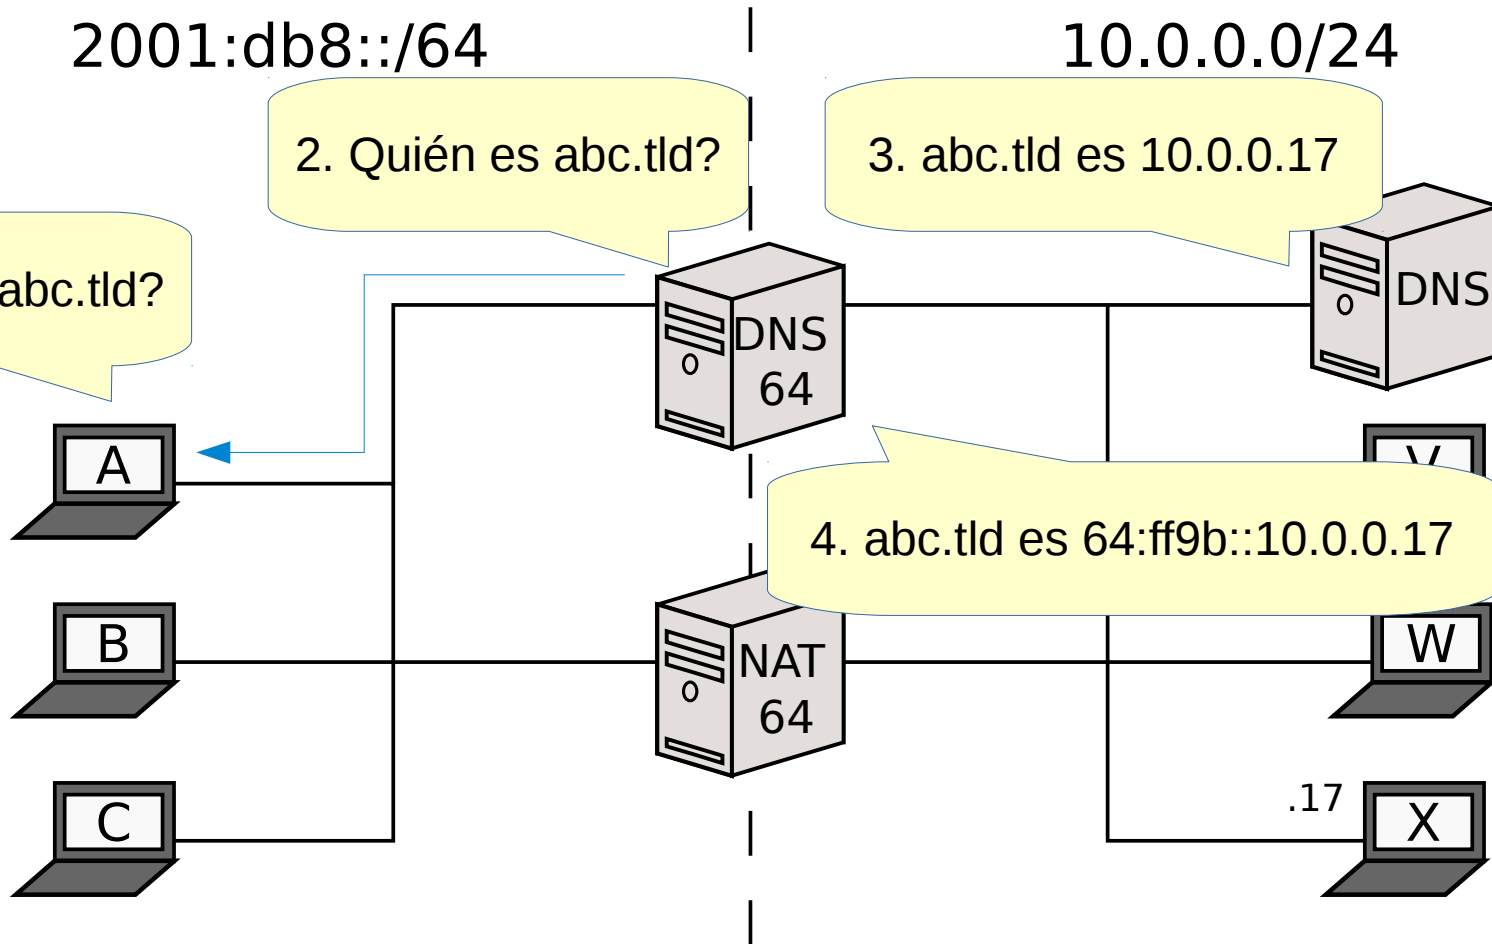 2001:db8::/64
10.0.0.0/24
2. Quién es abc.tld?
3. abc.tld es 10.0.0.17
abc.tld?
DNS
64
DNS
A
4. abc.tld es 64:ff9b::10.0.0.17
B
NAT
64
W
C
.17
X